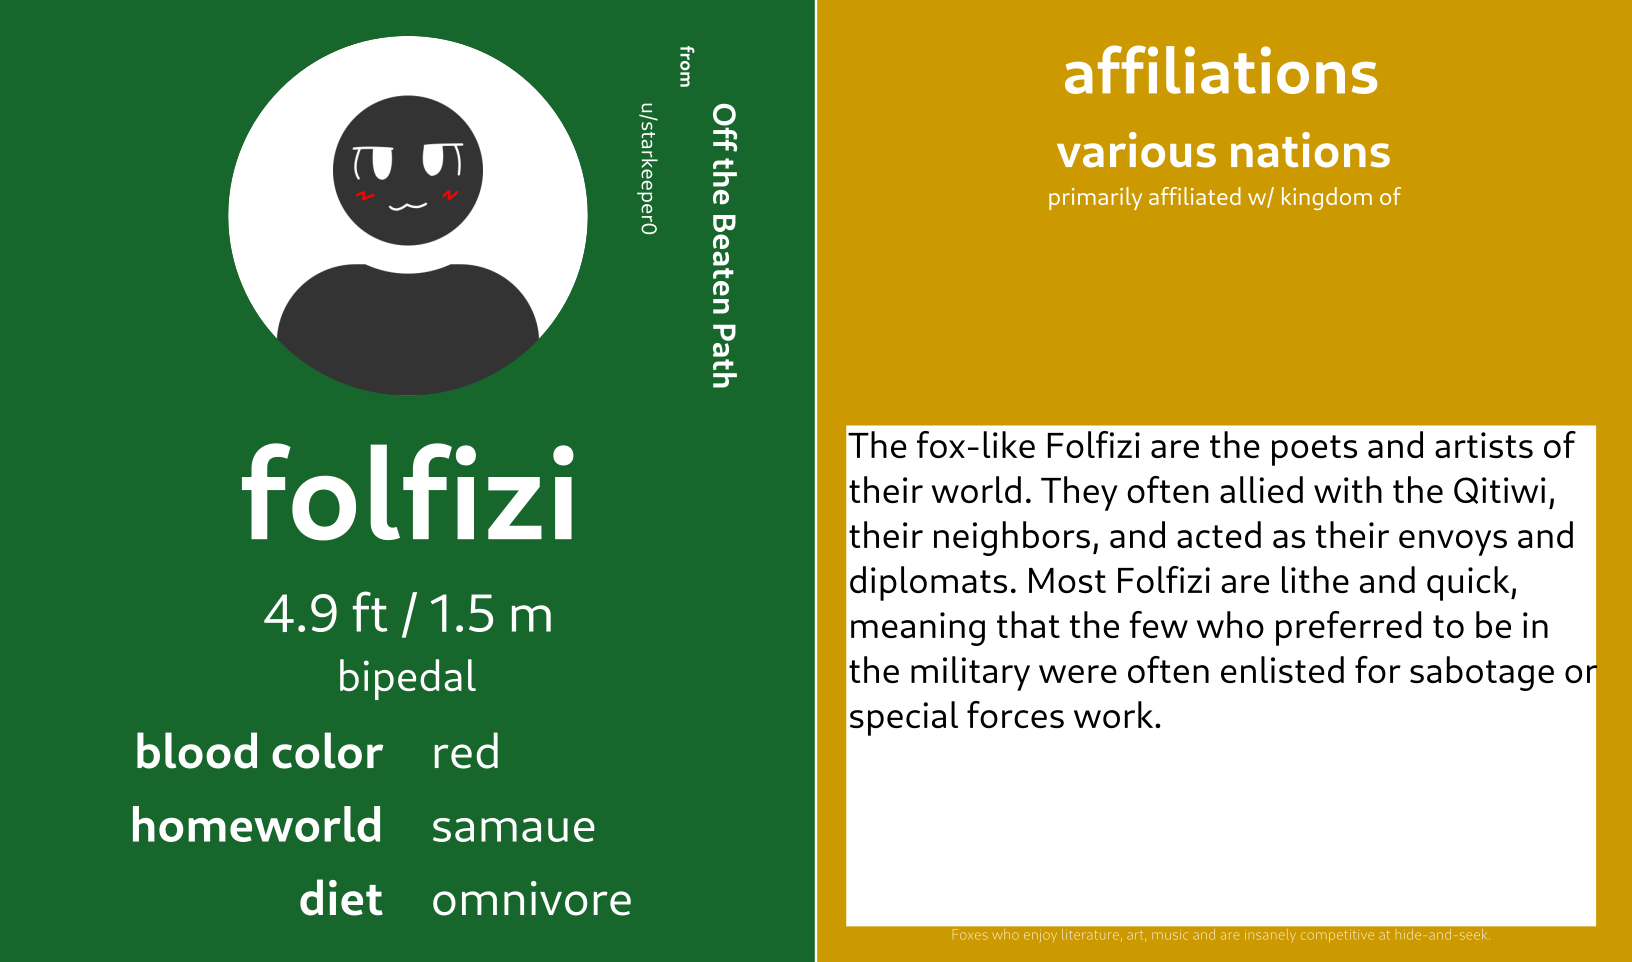 from
Off the Beaten Path
u/starkeeper0
folfizi
4.9 ft / 1.5 m
bipedal
blood color red
homeworld samaue
diet omnivore
affiliations
various nations
primarily affiliated w/ kingdom of
The fox-like Folfizi are the poets and artists of
their world. They often allied with the Qitiwi,
their neighbors, and acted as their envoys and
diplomats. Most Folfizi are lithe and quick,
meaning that the few who preferred to be in
the military were often enlisted for sabotage or
special forces work.
Foxes who enjoy literature, art, music and are insanely competitive at hide-and-seek.